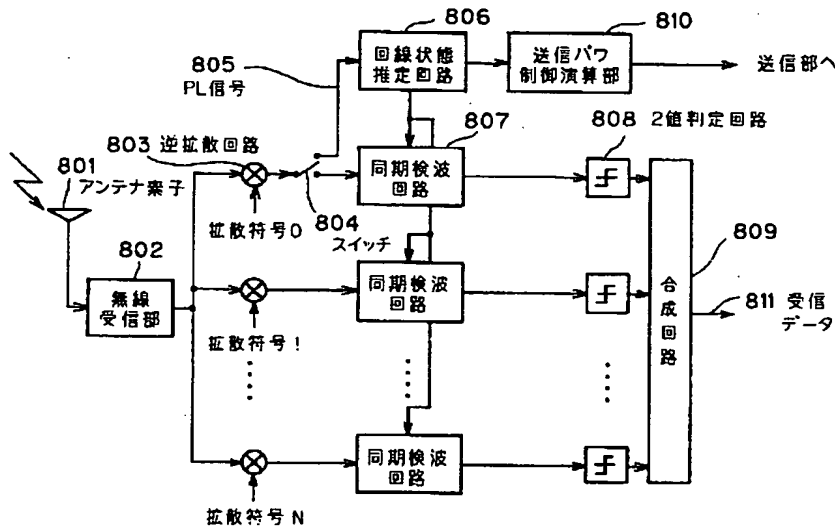 806
810
805
PL信号
回線状態
推定回路
送信パワ
制御演算部
送信部へ
803 逆拡散回路
807
808 2値判定回路
801
アンテナ素子
同期検波
回路
拡散符号0
804
スイッチ
809
802
無線
受信部
同期検波
回路
拡散符号!
合成回路
811 受信
データ
同期検波
回路
拡散符号N